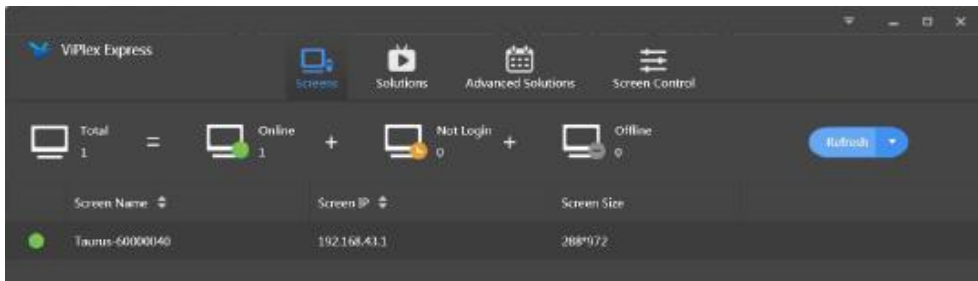 ViPlex Express
Screens Solutions Advanced Solutions Screen Control
Total 1 = Online 1 + Not Login 0 + Offline 0 Refresh
Screen Name Screen IP Screen Size
Taurus-60000040 192.168.43.1 288*972